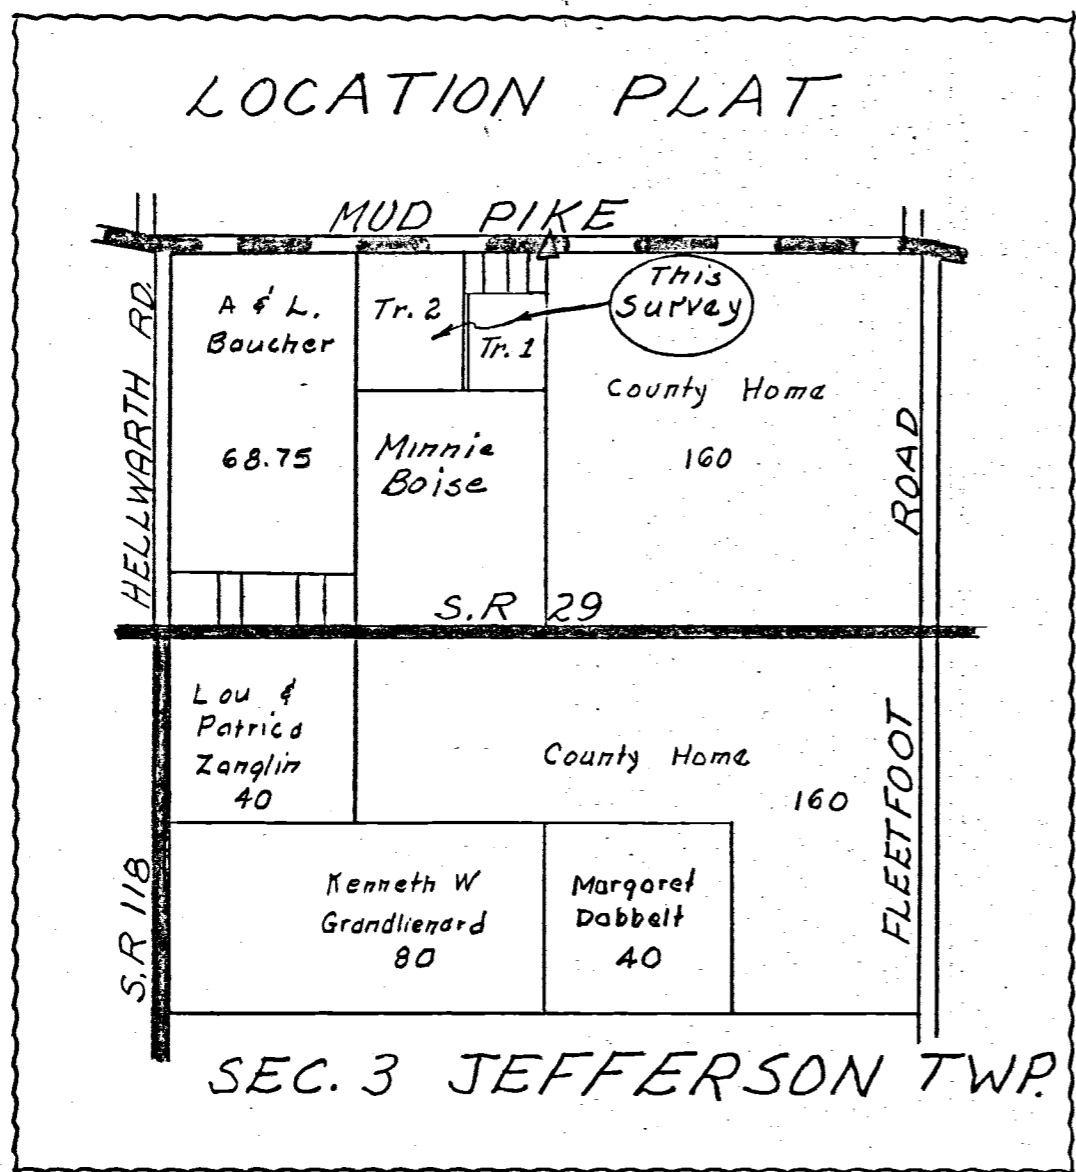 LOCATION PLAT
MUD PIKE
HELLWARTH RD.
A & L.
Boucher
68.75
Tr. 2
Tr. 1
This
Survey
County Home
160
Minnie
Boise
S.R 29
Lou &
Patrica
Zanglin
40
County Home
160
FLEETFOOT ROAD
S.R 118
Kenneth W
Grandlienard
80
Margaret
Dabbelt
40
SEC. 3 JEFFERSON TWP.